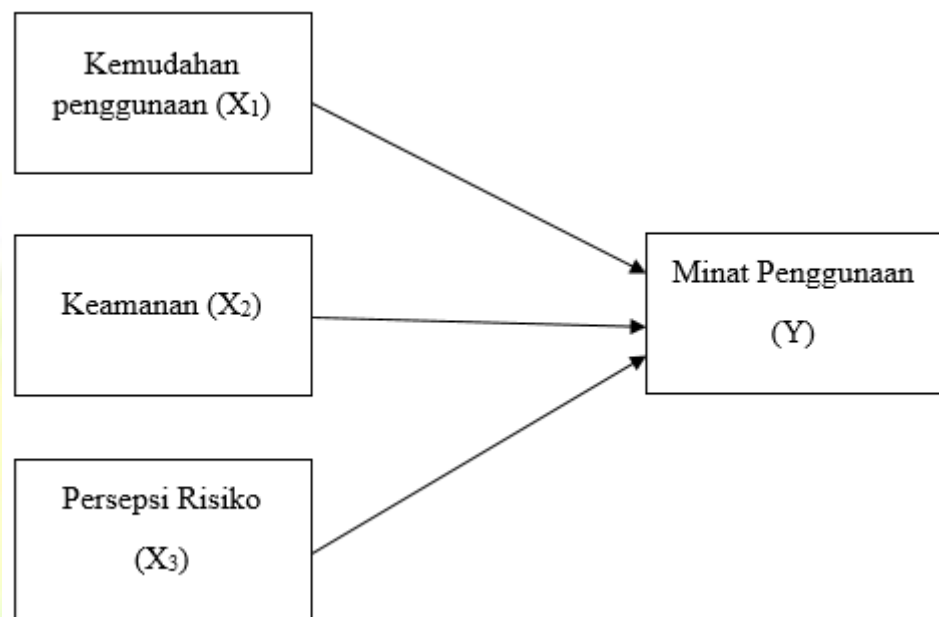 Kemudahan
penggunaan (X₁)
Keamanan (X₂)
Persepsi Risiko
(X₃)
Minat Penggunaan
(Y)